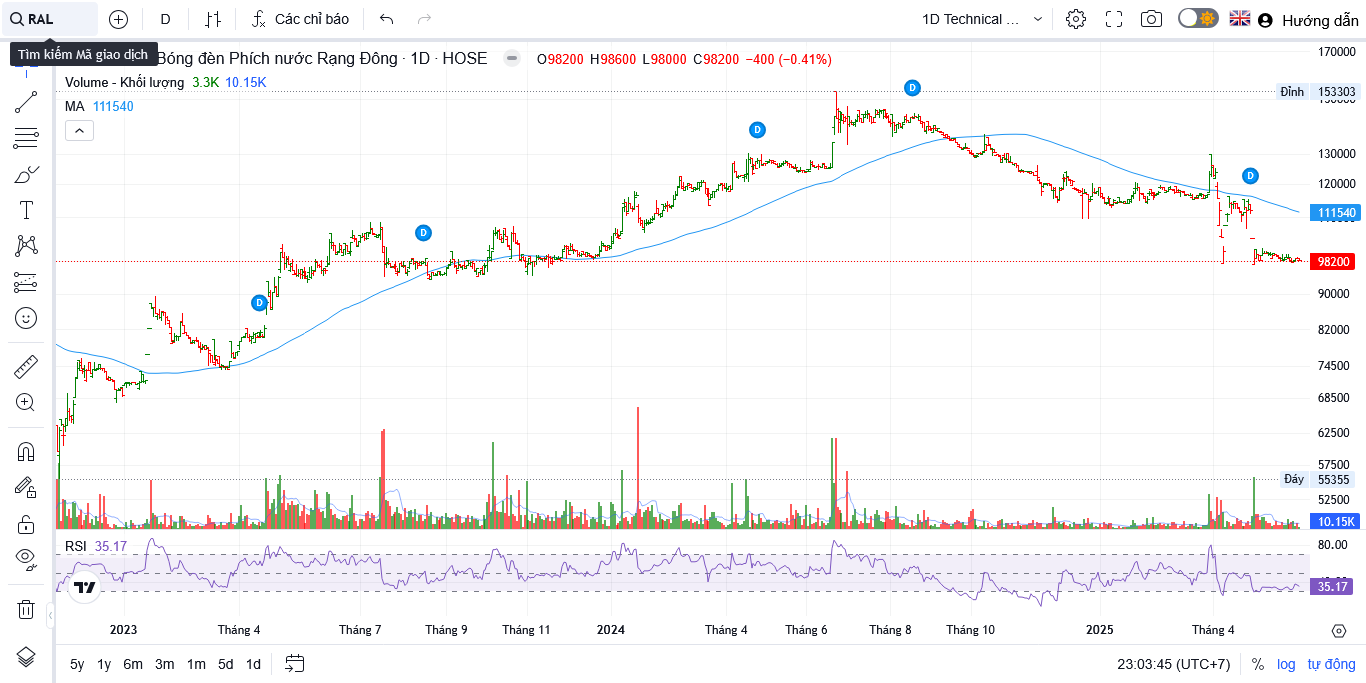 RAL D Các chỉ báo 1D Technical ... Hướng dẫn
Tìm kiếm Mã giao dịch
Bóng đèn Phích nước Rạng Đông · 1D · HOSE O98200 H98600 L98000 C98200 −400 (−0.41%)
Volume - Khối lượng 3.3K 10.15K
MA 111540
170000
Đỉnh 153303
130000
120000
111540
98200
90000
82000
74500
68500
62500
57500
Đáy 55355
52500
10.15K
RSI 35.17
80.00
35.17
D
D
D
D
D
2023 Tháng 4 Tháng 7 Tháng 9 Tháng 11 2024 Tháng 4 Tháng 6 Tháng 8 Tháng 10 2025 Tháng 4
5y 1y 6m 3m 1m 5d 1d 23:03:45 (UTC+7) % log tự động